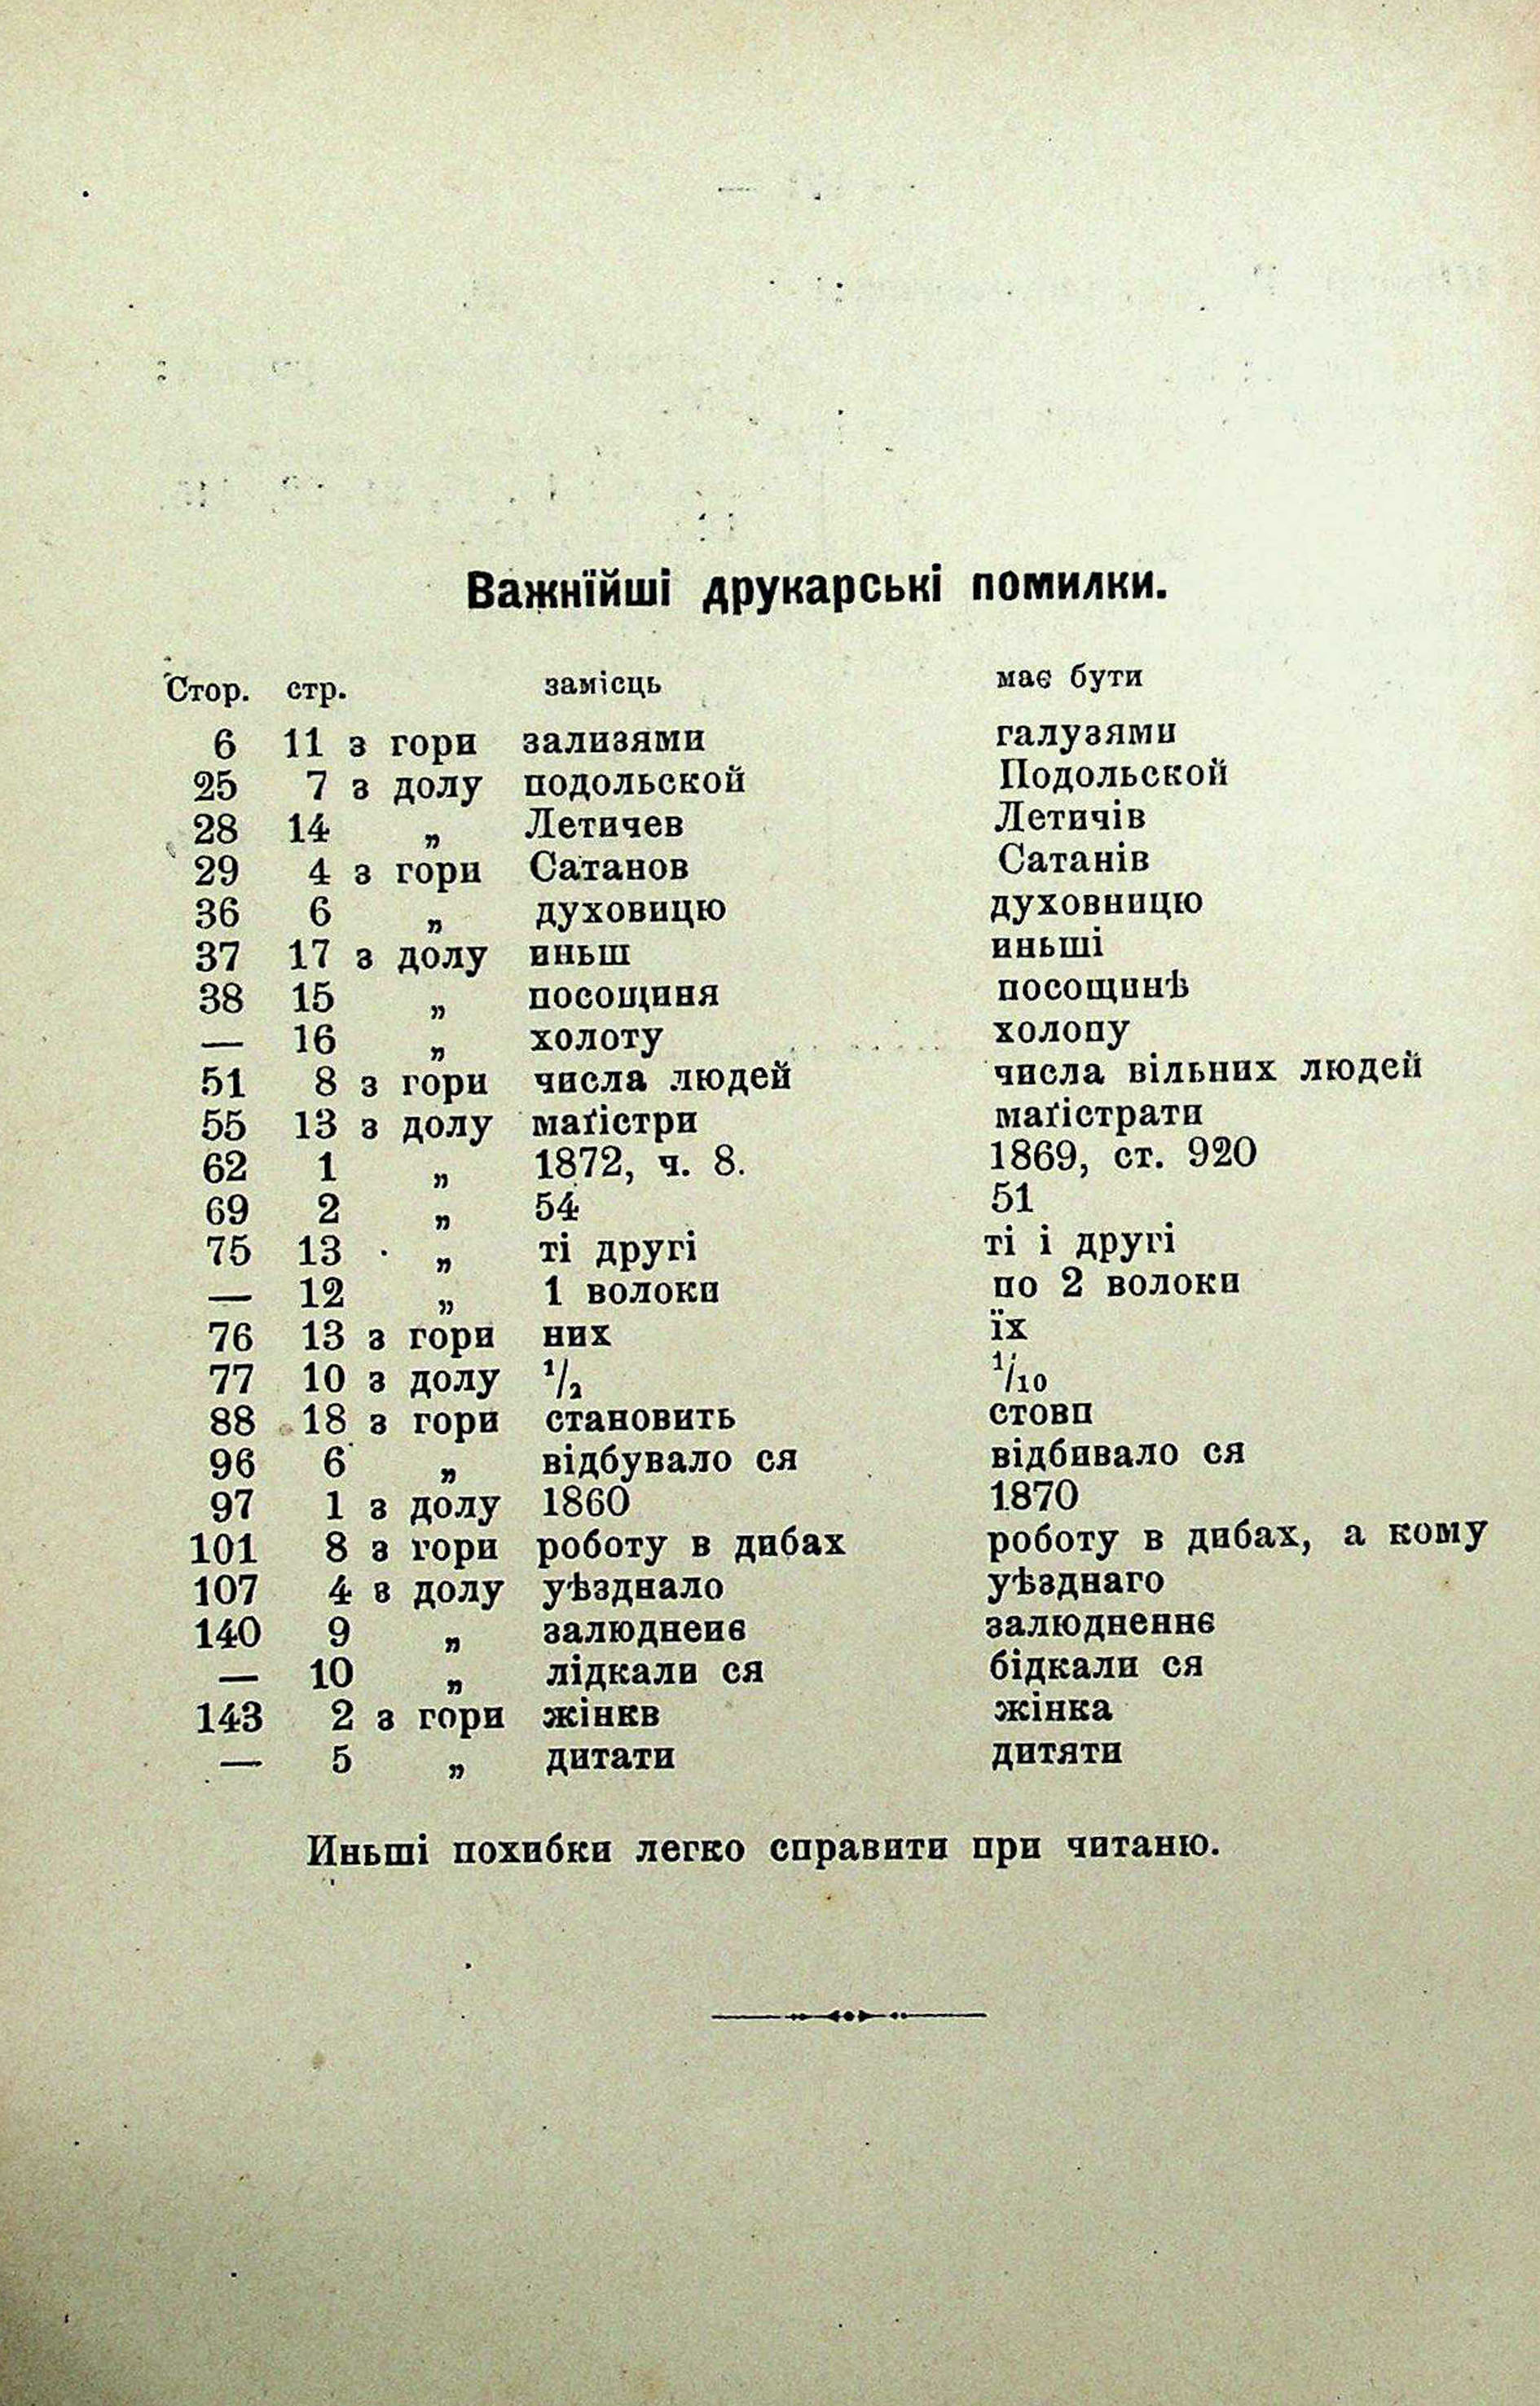 Важнїйші друкарські помилки.
Стор. стр. замісць має бути
6 11 з гори зализями галузями
25 7 з долу подольской Подольской
28 14 „ Летичев Летичів
29 4 з гори Сатанов Сатанів
36 6 „ духовицю духовницю
37 17 з долу иньш иньші
38 15 „ посощиня посощинѣ
— 16 „ холоту холопу
51 8 з гори числа людей числа вільних людей
55 13 з долу маґістри маґістрати
62 1 „ 1872, ч. 8. 1869, ст. 920
69 2 „ 54 51
75 13 „ ті другі ті і другі
— 12 „ 1 волоки по 2 волоки
76 13 з гори них їх
77 10 з долу ½ ⅒
88 18 з гори становить стовп
96 6 „ відбувало ся відбивало ся
97 1 з долу 1860 1870
101 8 з гори роботу в дибах роботу в дибах, а кому
107 4 з долу уѣзднало уѣзднаго
140 9 „ залюднеиє залюдненнє
— 10 „ лідкали ся бідкали ся
143 2 з гори жінкв жінка
— 5 „ дитати дитяти
Иньші похибки легко справити при читаню.